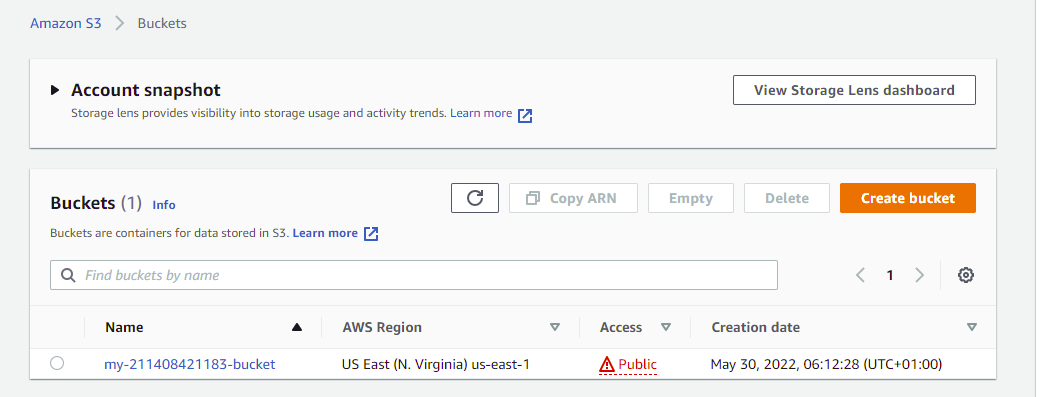 Amazon S3 > Buckets
Account snapshot
View Storage Lens dashboard
Storage lens provides visibility into storage usage and activity trends. Learn more
Buckets (1) Info
Copy ARN Empty Delete Create bucket
Buckets are containers for data stored in S3. Learn more
Find buckets by name
1
Name AWS Region Access Creation date
my-211408421183-bucket US East (N. Virginia) us-east-1 Public May 30, 2022, 06:12:28 (UTC+01:00)